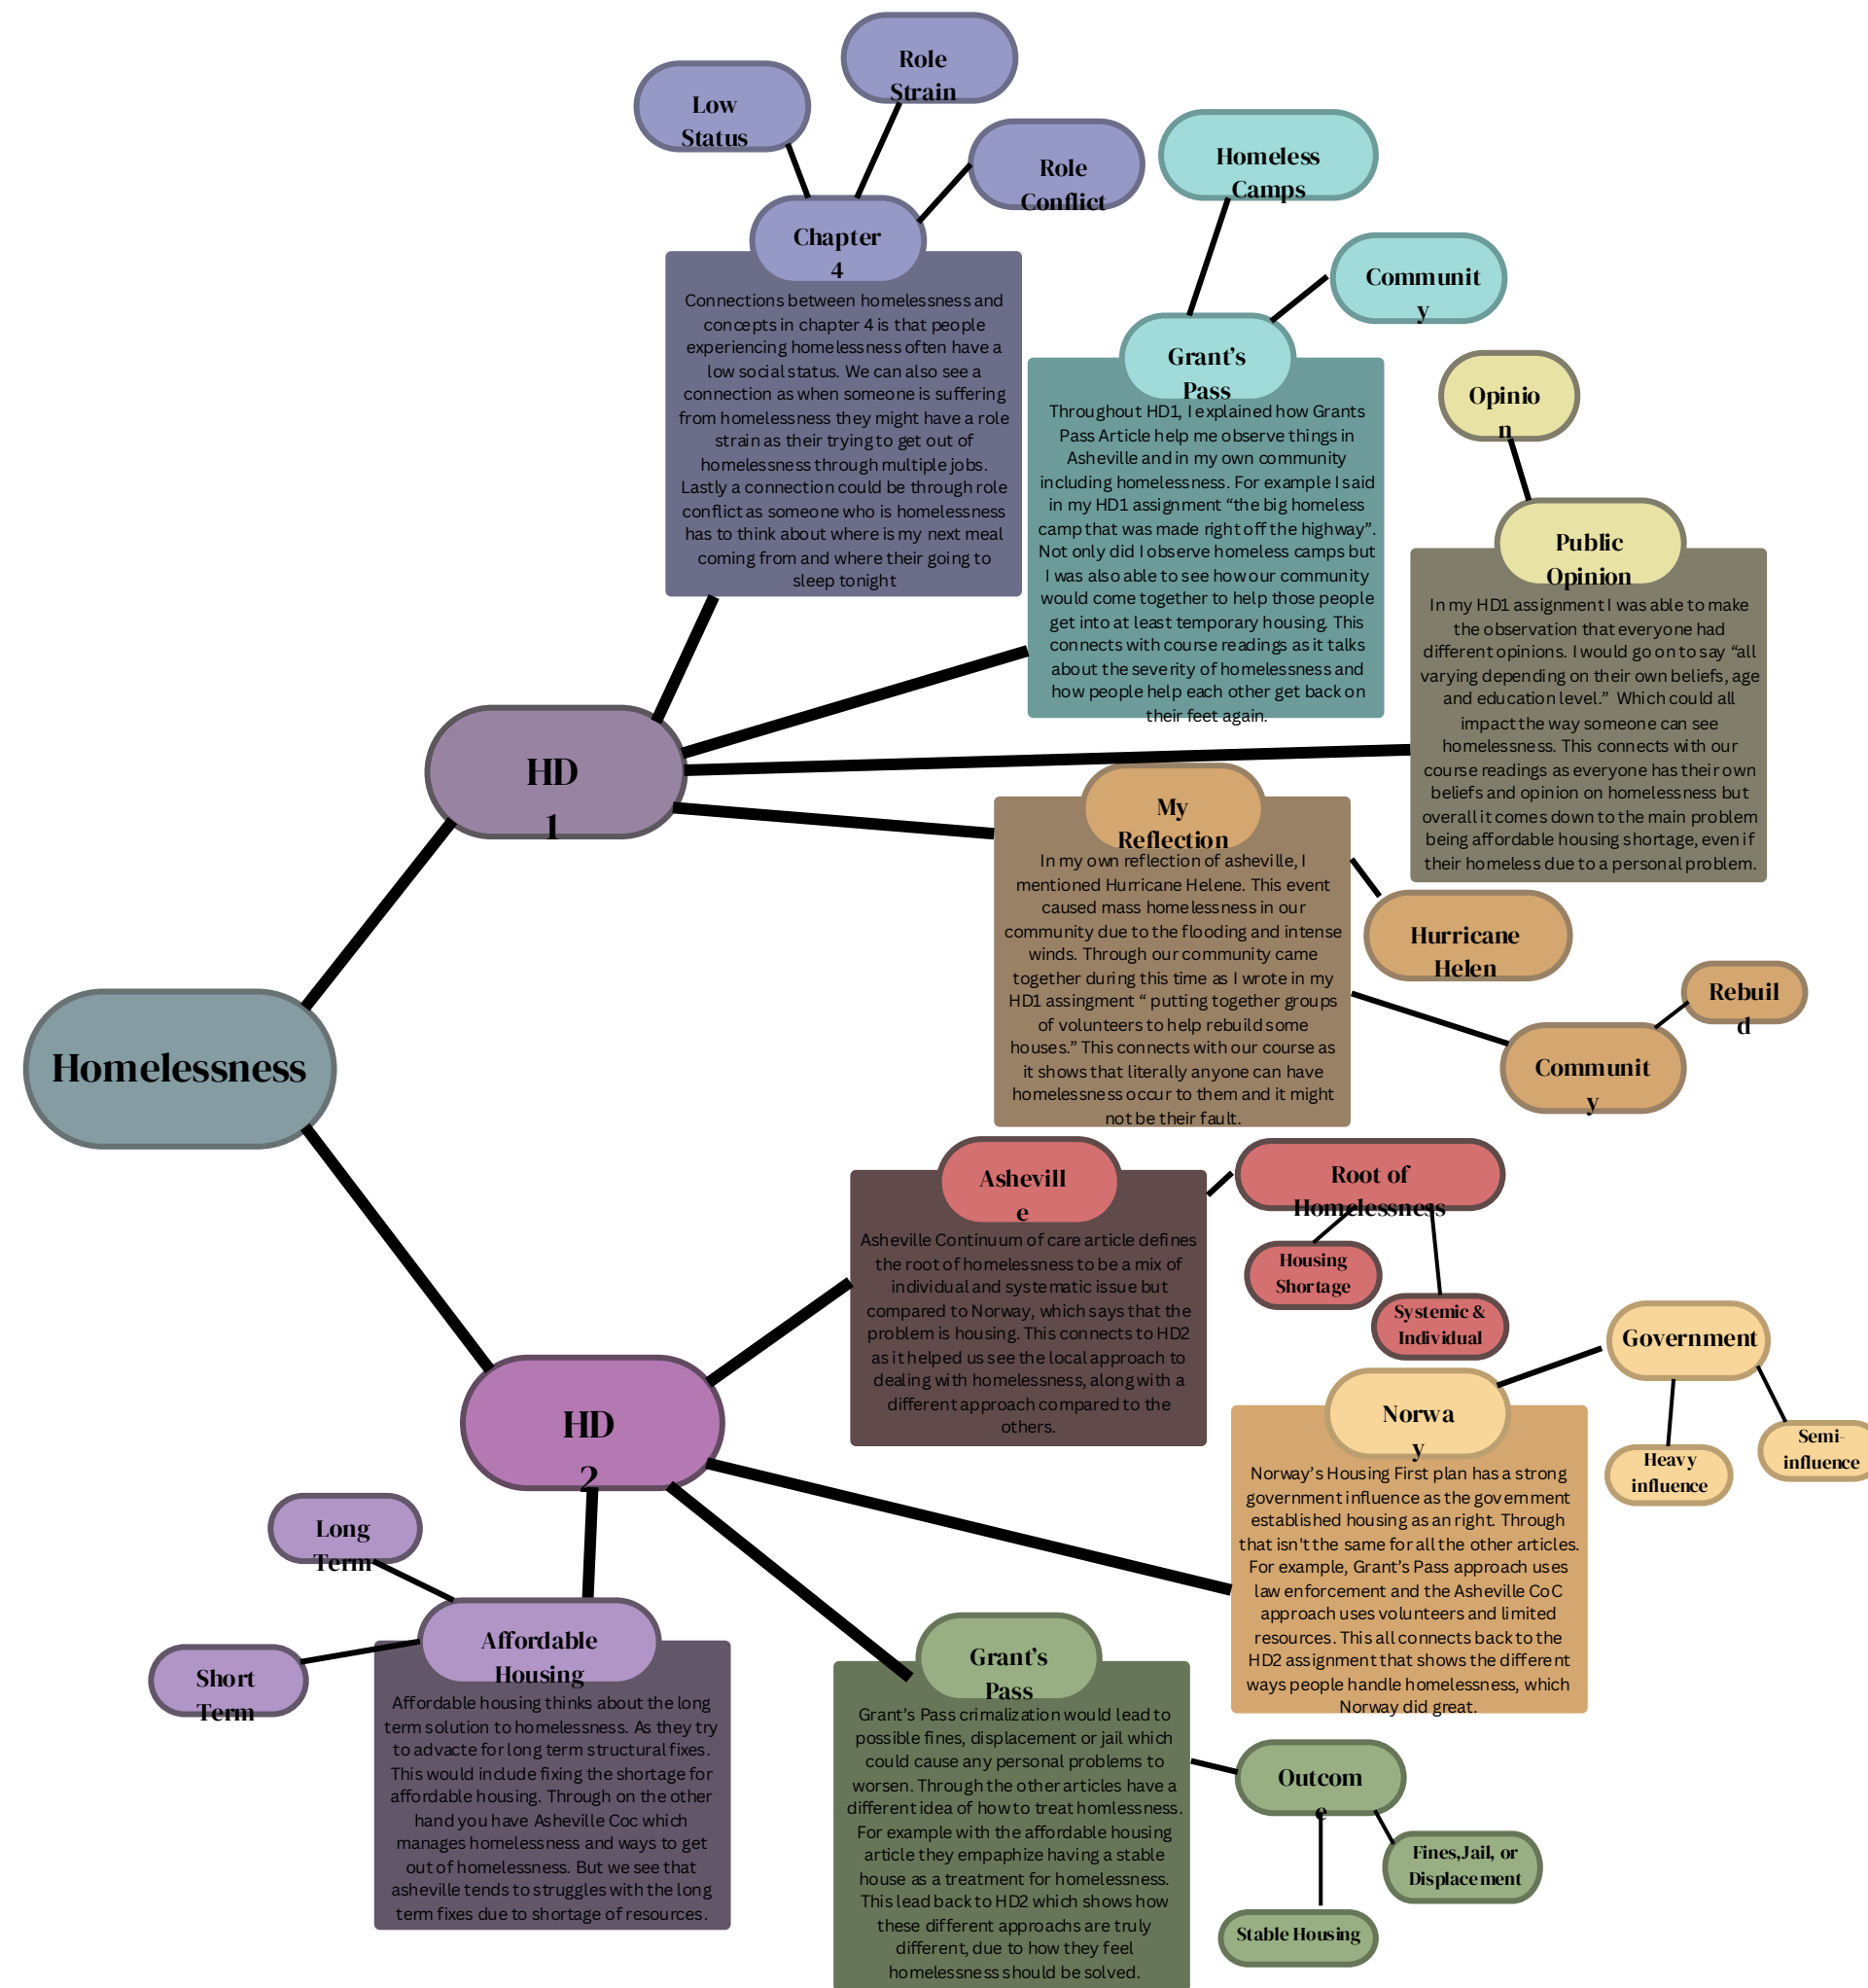 Role
Strain
Low
Status
Role
Conflict
Chapter
4
Connections between homelessness and
concepts in chapter 4 is that people
experiencing homelessness often have a
low social status. We can also see a
connection as when someone is suffering
from homelessness they might have a role
strain as their trying to get out of
homelessness through multiple jobs.
Lastly a connection could be through role
conflict as someone who is homelessness
has to think about where is my next meal
coming from and where their going to
sleep tonight
Homeless
Camps
Communit
y
Grant's
Pass
Throughout HD1, I explained how Grants
Pass Article help me observe things in
Asheville and in my own community
including homelessness. For example I said
in my HD1 assignment “the big homeless
camp that was made right off the highway”.
Not only did I observe homeless camps but
I was also able to see how our community
would come together to help those people
get into at least temporary housing. This
connects with course readings as it talks
about the severity of homelessness and
how people help each other get back on
their feet again.
Opinio
n
Public
Opinion
In my HD1 assignment I was able to make
the observation that everyone had
different opinions. I would go on to say “all
varying depending on their own beliefs, age
and education level.” Which could all
impact the way someone can see
homelessness. This connects with our
course readings as everyone has their own
beliefs and opinion on homelessness but
overall it comes down to the main problem
being affordable housing shortage, even if
their homeless due to a personal problem.
HD
1
My
Reflection
In my own reflection of asheville, I
mentioned Hurricane Helene. This event
caused mass homelessness in our
community due to the flooding and intense
winds. Through our community came
together during this time as I wrote in my
HD1 assingment “ putting together groups
of volunteers to help rebuild some
houses.” This connects with our course as
it shows that literally anyone can have
homelessness occur to them and it might
not be their fault.
Hurricane
Helen
Rebuil
d
Communit
y
Homelessness
Ashevill
e
Asheville Continuum of care article defines
the root of homelessness to be a mix of
individual and systematic issue but
compared to Norway, which says that the
problem is housing. This connects to HD2
as it helped us see the local approach to
dealing with homelessness, along with a
different approach compared to the
others.
Root of
Homelessness
Housing
Shortage
Systemic &
Individual
HD
2
Norwa
y
Norway's Housing First plan has a strong
government influence as the government
established housing as an right. Through
that isn't the same for all the other articles.
For example, Grant's Pass approach uses
law enforcement and the Asheville CoC
approach uses volunteers and limited
resources. This all connects back to the
HD2 assignment that shows the different
ways people handle homelessness, which
Norway did great.
Government
Heavy
influence
Semi-
influence
Long
Term
Short
Term
Affordable
Housing
Affordable housing thinks about the long
term solution to homelessness. As they try
to advacte for long term structural fixes.
This would include fixing the shortage for
affordable housing. Through on the other
hand you have Asheville Coc which
manages homelessness and ways to get
out of homelessness. But we see that
asheville tends to struggles with the long
term fixes due to shortage of resources.
Grant's
Pass
Grant's Pass crimalization would lead to
possible fines, displacement or jail which
could cause any personal problems to
worsen. Through the other articles have a
different idea of how to treat homlessness.
For example with the affordable housing
article they empaphize having a stable
house as a treatment for homelessness.
This lead back to HD2 which shows how
these different approachs are truly
different, due to how they feel
homelessness should be solved.
Outcom
e
Fines,Jail, or
Displacement
Stable Housing